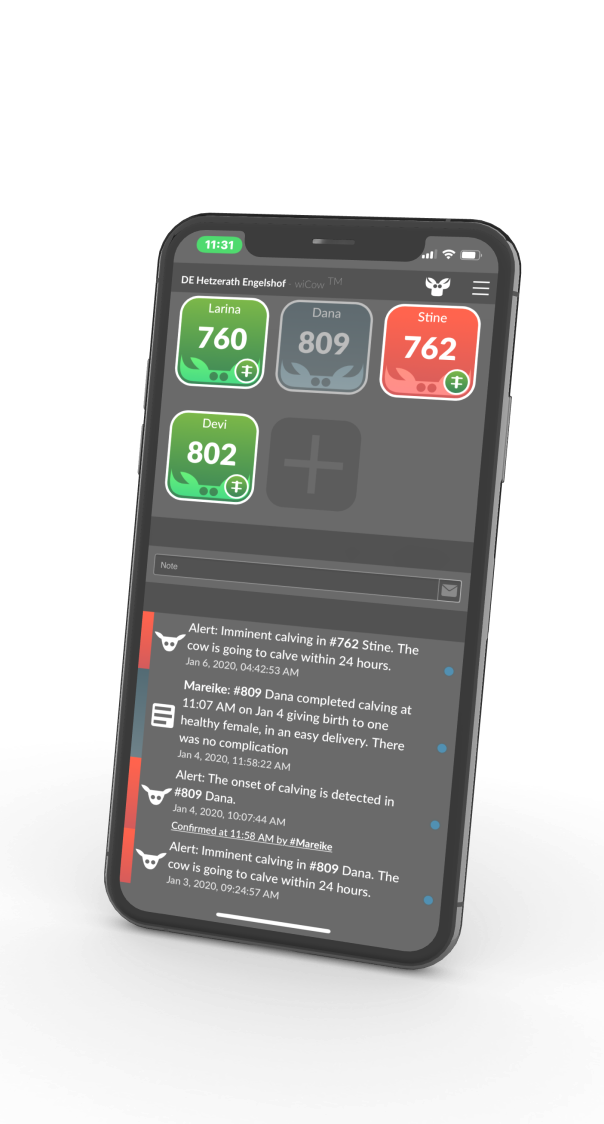 11:31
DE Hetzerath Engelshof - wiCow TM
Larina
760
Dana
809
Stine
762
Devi
802
Note
Alert: Imminent calving in #762 Stine. The
cow is going to calve within 24 hours.
Jan 6, 2020, 04:42:53 AM
Mareike: #809 Dana completed calving at
11:07 AM on Jan 4 giving birth to one
healthy female, in an easy delivery. There
was no complication
Jan 4, 2020, 11:58:22 AM
Alert: The onset of calving is detected in
#809 Dana.
Jan 4, 2020, 10:07:44 AM
Confirmed at 11:58 AM by #Mareike
Alert: Imminent calving in #809 Dana. The
cow is going to calve within 24 hours.
Jan 3, 2020, 09:24:57 AM